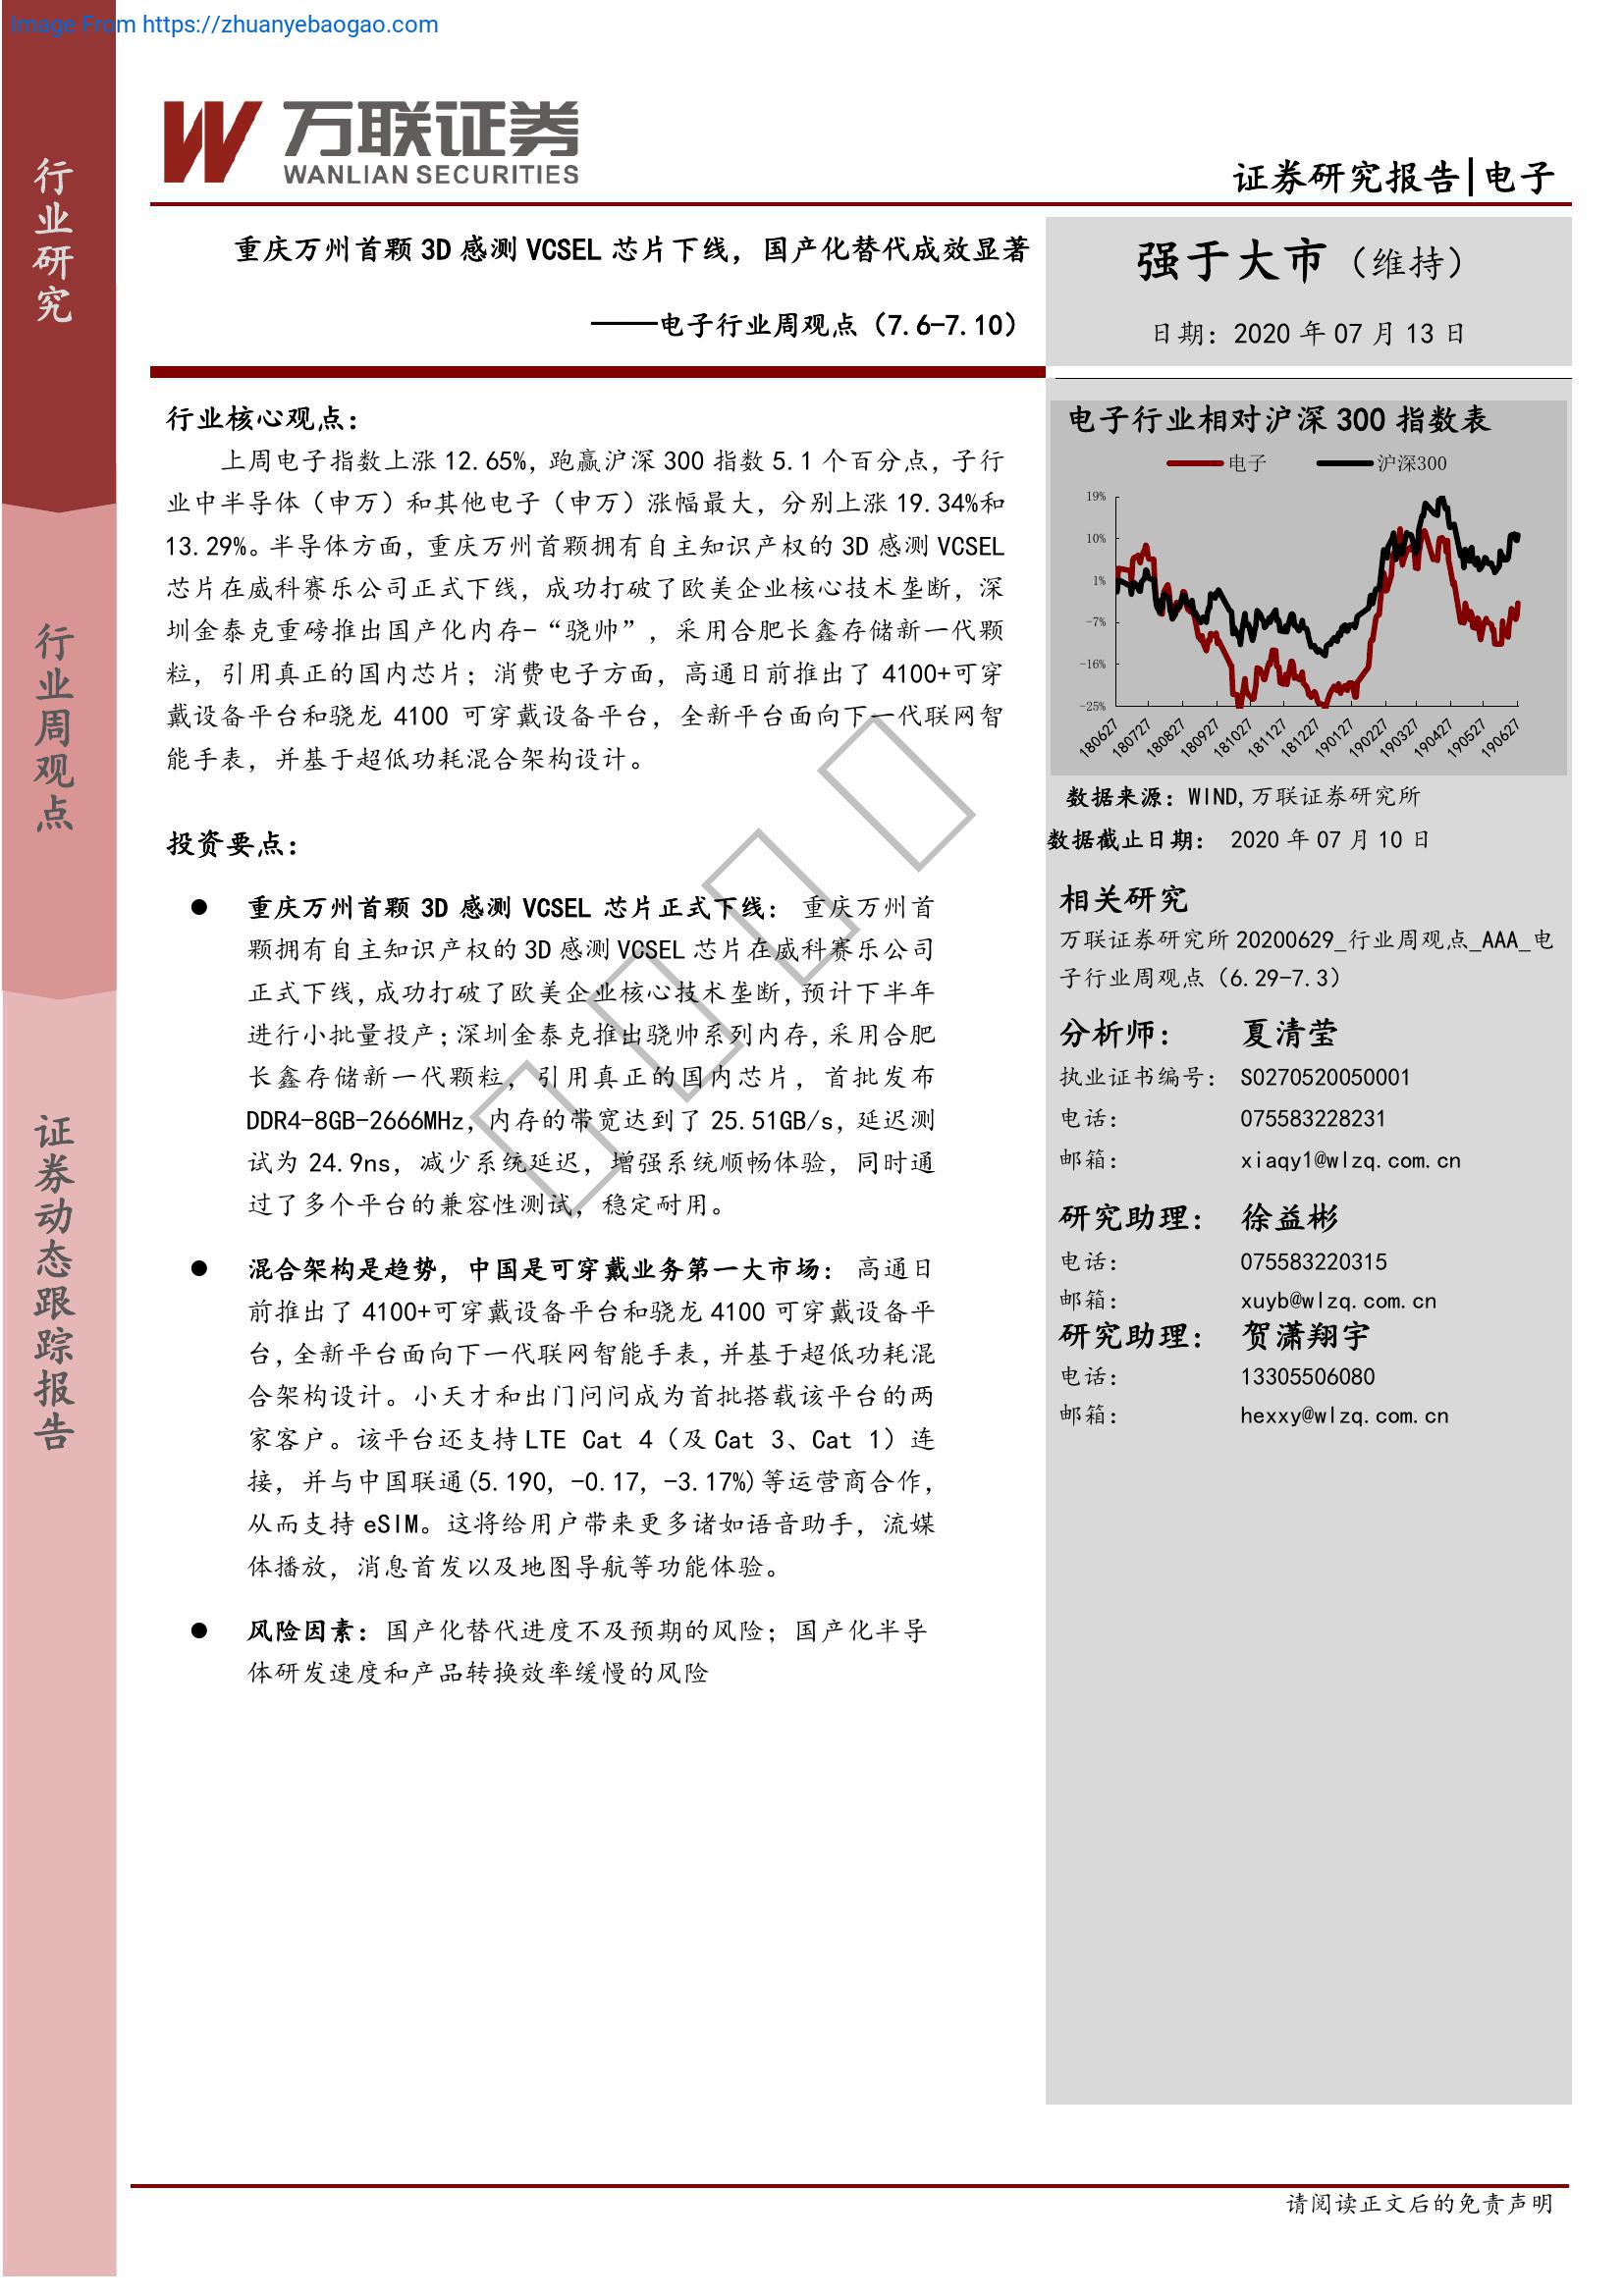 Image From https://zhuanyebaogao.com
行业研究
行业周观点
证券动态跟踪报告
万联证券
WANLIAN SECURITIES
证券研究报告|电子
重庆万州首颗 3D 感测 VCSEL 芯片下线，国产化替代成效显著
——电子行业周观点（7.6-7.10）
行业核心观点：
上周电子指数上涨 12.65%，跑赢沪深 300 指数 5.1 个百分点，子行
业中半导体（申万）和其他电子（申万）涨幅最大，分别上涨 19.34%和
13.29%。半导体方面，重庆万州首颗拥有自主知识产权的 3D 感测 VCSEL
芯片在威科赛乐公司正式下线，成功打破了欧美企业核心技术垄断，深
圳金泰克重磅推出国产化内存-“骁帅”，采用合肥长鑫存储新一代颗
粒，引用真正的国内芯片；消费电子方面，高通日前推出了 4100+可穿
戴设备平台和骁龙 4100 可穿戴设备平台，全新平台面向下一代联网智
能手表，并基于超低功耗混合架构设计。
投资要点：
● 重庆万州首颗 3D 感测 VCSEL 芯片正式下线： 重庆万州首
颗拥有自主知识产权的 3D 感测 VCSEL 芯片在威科赛乐公司
正式下线，成功打破了欧美企业核心技术垄断，预计下半年
进行小批量投产；深圳金泰克推出骁帅系列内存，采用合肥
长鑫存储新一代颗粒，引用真正的国内芯片，首批发布
DDR4-8GB-2666MHz，内存的带宽达到了 25.51GB/s，延迟测
试为 24.9ns，减少系统延迟，增强系统顺畅体验，同时通
过了多个平台的兼容性测试，稳定耐用。
● 混合架构是趋势，中国是可穿戴业务第一大市场： 高通日
前推出了 4100+可穿戴设备平台和骁龙 4100 可穿戴设备平
台，全新平台面向下一代联网智能手表，并基于超低功耗混
合架构设计。小天才和出门问问成为首批搭载该平台的两
家客户。该平台还支持 LTE Cat 4（及 Cat 3、Cat 1）连
接，并与中国联通(5.190, -0.17, -3.17%)等运营商合作，
从而支持 eSIM。这将给用户带来更多诸如语音助手，流媒
体播放，消息首发以及地图导航等功能体验。
● 风险因素：国产化替代进度不及预期的风险；国产化半导
体研发速度和产品转换效率缓慢的风险
强于大市（维持）
日期：2020 年 07 月 13 日
电子行业相对沪深 300 指数表
电子 沪深300
19%
10%
1%
-7%
-16%
-25%
180627 180727 180827 180927 181027 181127 181227 190127 190227 190327 190427 190527 190627
数据来源：WIND,万联证券研究所
数据截止日期： 2020 年 07 月 10 日
相关研究
万联证券研究所 20200629_行业周观点_AAA_电
子行业周观点（6.29-7.3）
分析师： 夏清莹
执业证书编号： S0270520050001
电话： 075583228231
邮箱： xiaqy1@wlzq.com.cn
研究助理： 徐益彬
电话： 075583220315
邮箱： xuyb@wlzq.com.cn
研究助理： 贺潇翔宇
电话： 13305506080
邮箱： hexxy@wlzq.com.cn
请阅读正文后的免责声明